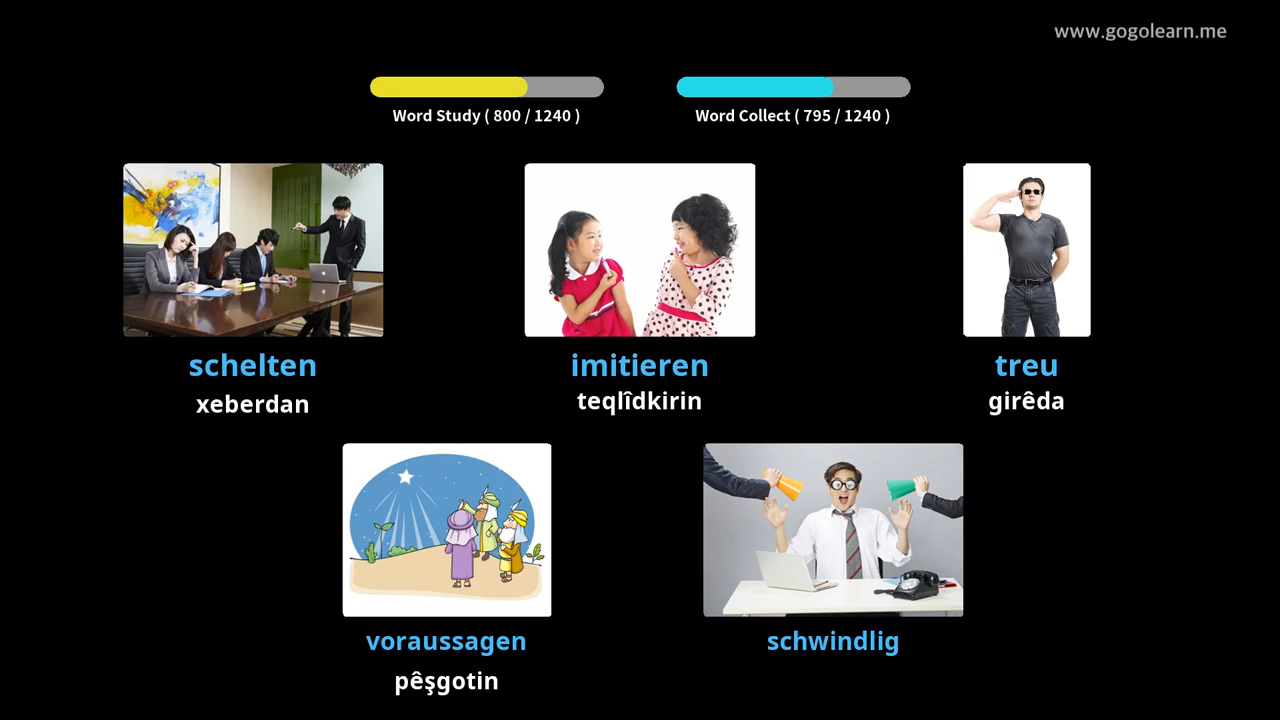 www.gogolearn.me
Word Study ( 800 / 1240 )
Word Collect ( 795 / 1240 )
schelten
xeberdan
imitieren
teqlîdkirin
treu
girêda
voraussagen
pêşgotin
schwindlig